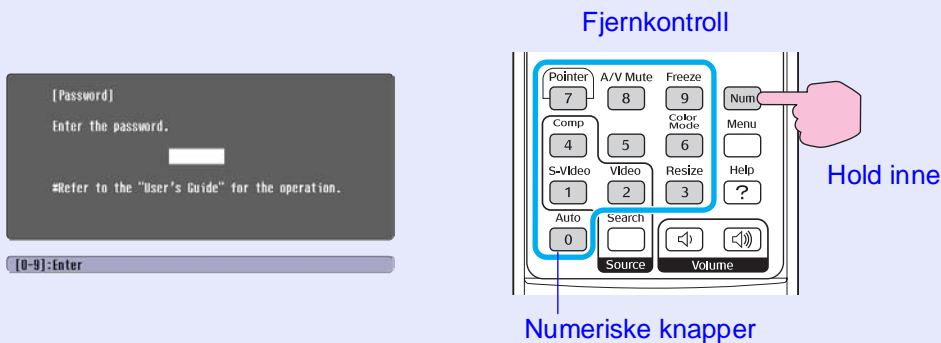 Fjernkontroll
[Password]
Enter the password.
#Refer to the "User's Guide" for the operation.
[0-9]:Enter
Pointer A/V Mute Freeze
7 8 9 Num
Comp Color Mode Menu
4 5 6
S-Video Video Resize Help
1 2 3 ?
Auto Search
0
Source Volume
Hold inne
Numeriske knapper